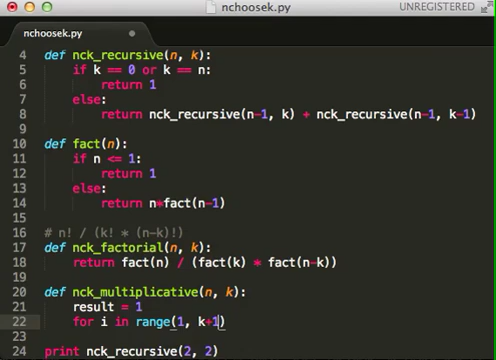 nchoosek.py
UNREGISTERED
nchoosek.py
4 def nck_recursive(n, k):
5 if k == 0 or k == n:
6 return 1
7 else:
8 return nck_recursive(n-1, k) + nck_recursive(n-1, k-1)
9
10 def fact(n):
11 if n <= 1:
12 return 1
13 else:
14 return n*fact(n-1)
15
16 # n! / (k! * (n-k)!)
17 def nck_factorial(n, k):
18 return fact(n) / (fact(k) * fact(n-k))
19
20 def nck_multiplicative(n, k):
21 result = 1
22 for i in range(1, k+1)
23
24 print nck_recursive(2, 2)